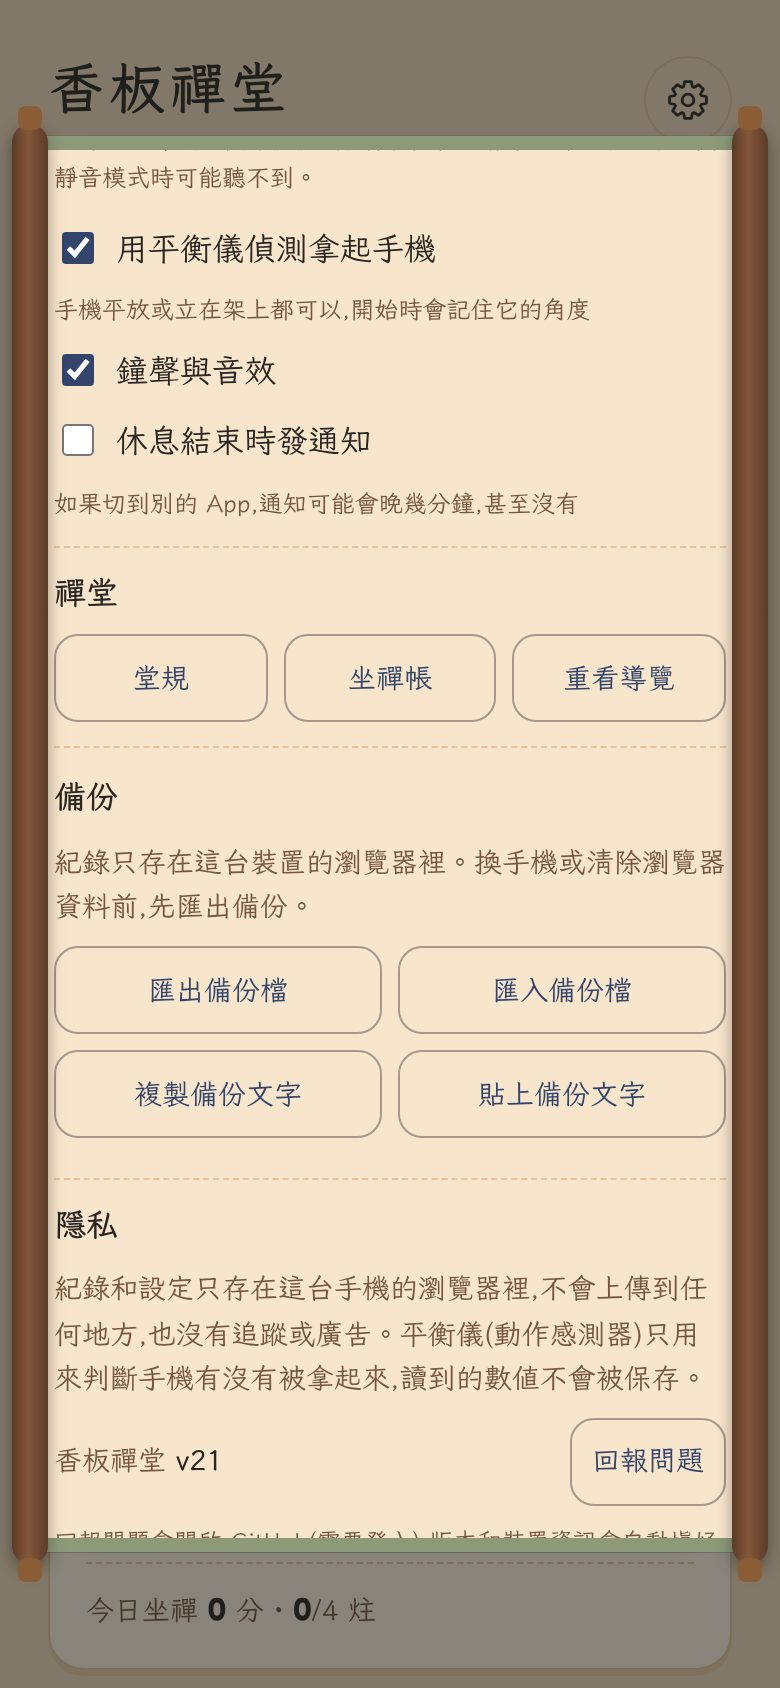 香板禪堂
靜音模式時可能聽不到。
用平衡儀偵測拿起手機
手機平放或立在架上都可以,開始時會記住它的角度
鐘聲與音效
休息結束時發通知
如果切到別的 App,通知可能會晚幾分鐘,甚至沒有
禪堂
堂規
坐禪帳
重看導覽
備份
紀錄只存在這台裝置的瀏覽器裡。換手機或清除瀏覽器
資料前,先匯出備份。
匯出備份檔
匯入備份檔
複製備份文字
貼上備份文字
隱私
紀錄和設定只存在這台手機的瀏覽器裡,不會上傳到任
何地方,也沒有追蹤或廣告。平衡儀(動作感測器)只用
來判斷手機有沒有被拿起來,讀到的數值不會被保存。
香板禪堂 v21
回報問題
今日坐禪 0 分・0/4 炷